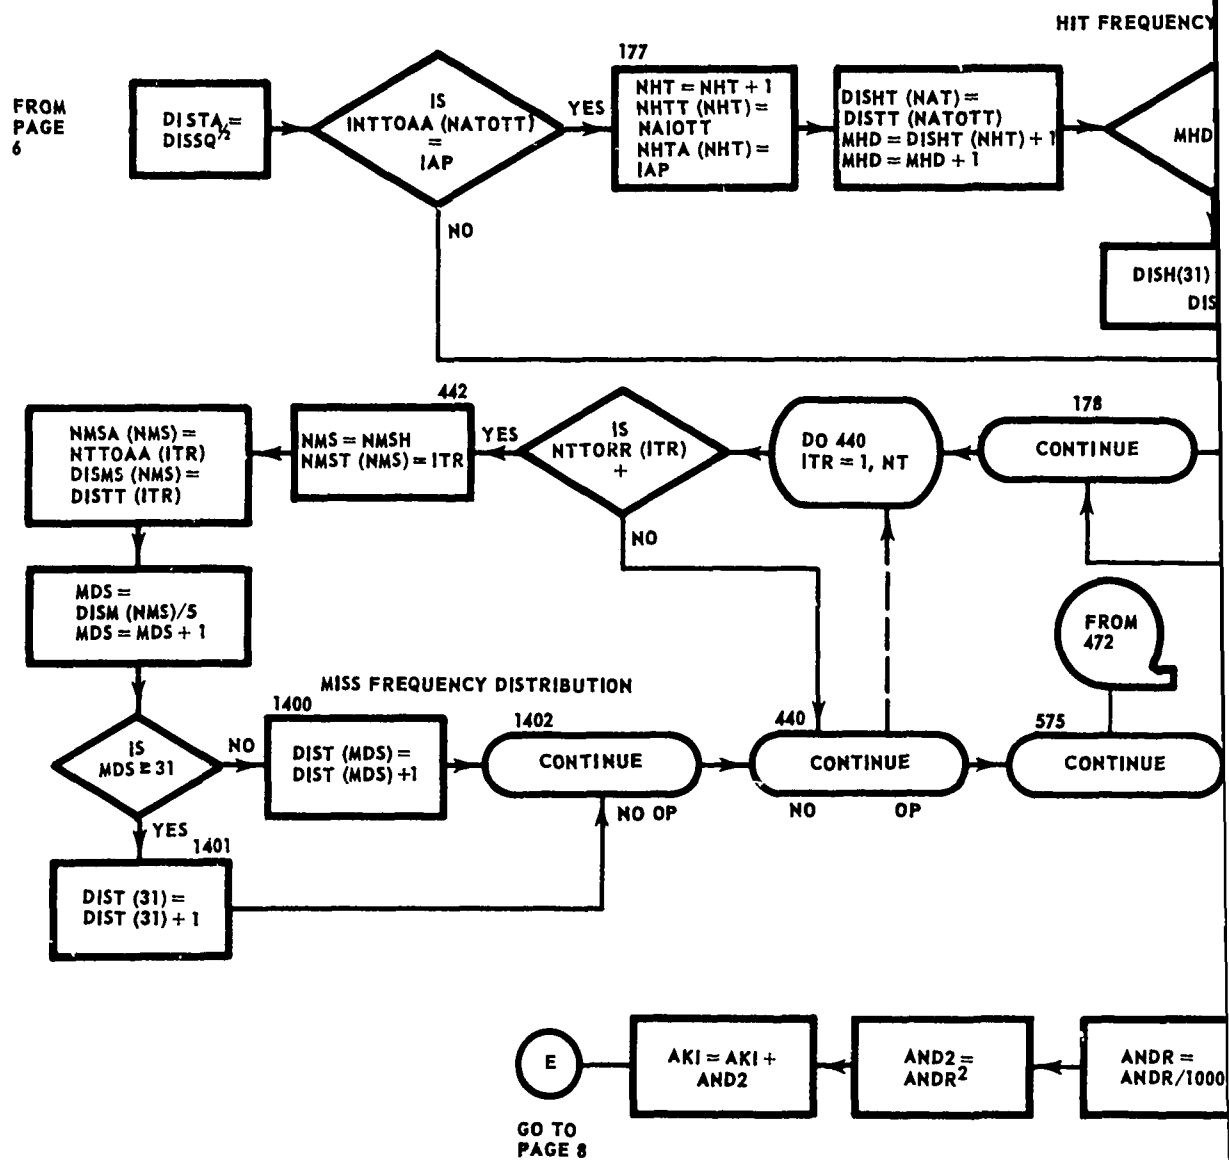 HIT FREQUENCY
FROM
PAGE
6
DISTA =
DISSQ½
IS
INTTOAA (NATOTT)
=
IAP
YES
NO
177
NHT = NHT + 1
NHTT (NHT) =
NAIOTT
NHTA (NHT) =
IAP
DISHT (NAT) =
DISTT (NATOTT)
MHD = DISHT (NHT) + 1
MHD = MHD + 1
MHD
DISH(31)
DIS
178
CONTINUE
DO 440
ITR = 1, NT
IS
NTTORR (ITR)
+
YES
NO
442
NMS = NMSH
NMST (NMS) = ITR
NMSA (NMS) =
NTTOAA (ITR)
DISMS (NMS) =
DISTT (ITR)
MDS =
DISM (NMS)/5
MDS = MDS + 1
IS
MDS ≥ 31
NO
YES
MISS FREQUENCY DISTRIBUTION
1400
DIST (MDS) =
DIST (MDS) +1
1401
DIST (31) =
DIST (31) + 1
1402
CONTINUE
NO OP
440
CONTINUE
NO OP
575
CONTINUE
FROM
472
ANDR =
ANDR/1000
AND2 =
ANDR²
AKI = AKI +
AND2
E
GO TO
PAGE 8